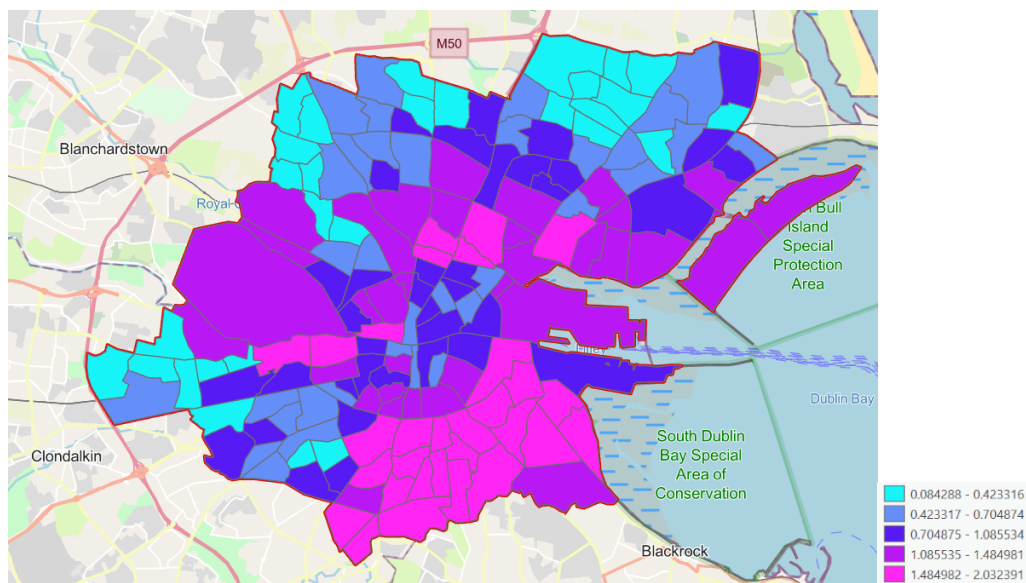 M50
Blanchardstown
Royal
Bull
Island
Special
Protection
Area
Liffey
Dublin Bay
South Dublin
Bay Special
Area of
Conservation
Clondalkin
Blackrock
0.084288 - 0.423316
0.423317 - 0.704874
0.704875 - 1.085534
1.085535 - 1.484981
1.484982 - 2.032391